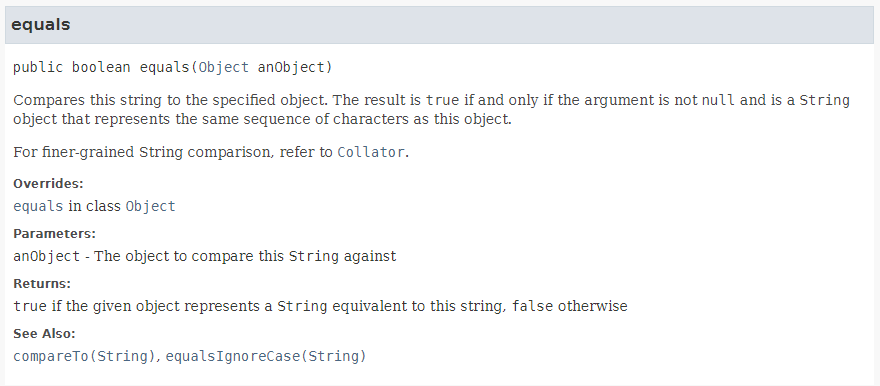 equals
public boolean equals(Object anObject)
Compares this string to the specified object. The result is true if and only if the argument is not null and is a String
object that represents the same sequence of characters as this object.
For finer-grained String comparison, refer to Collator.
Overrides:
equals in class Object
Parameters:
anObject - The object to compare this String against
Returns:
true if the given object represents a String equivalent to this string, false otherwise
See Also:
compareTo(String), equalsIgnoreCase(String)